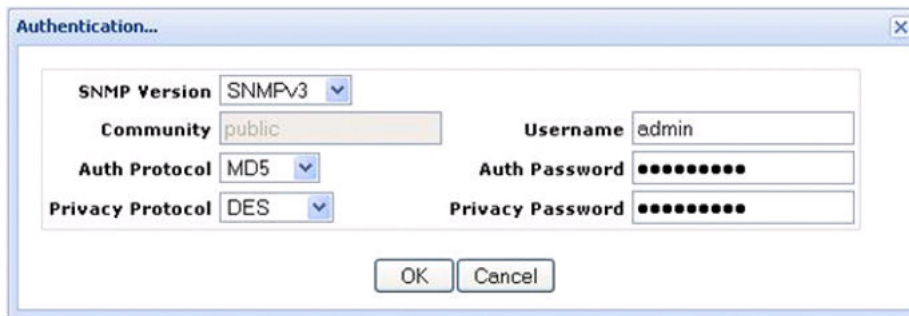 Authentication...
SNMP Version SNMPv3
Community public Username admin
Auth Protocol MD5 Auth Password •••••••••
Privacy Protocol DES Privacy Password •••••••••
OK Cancel